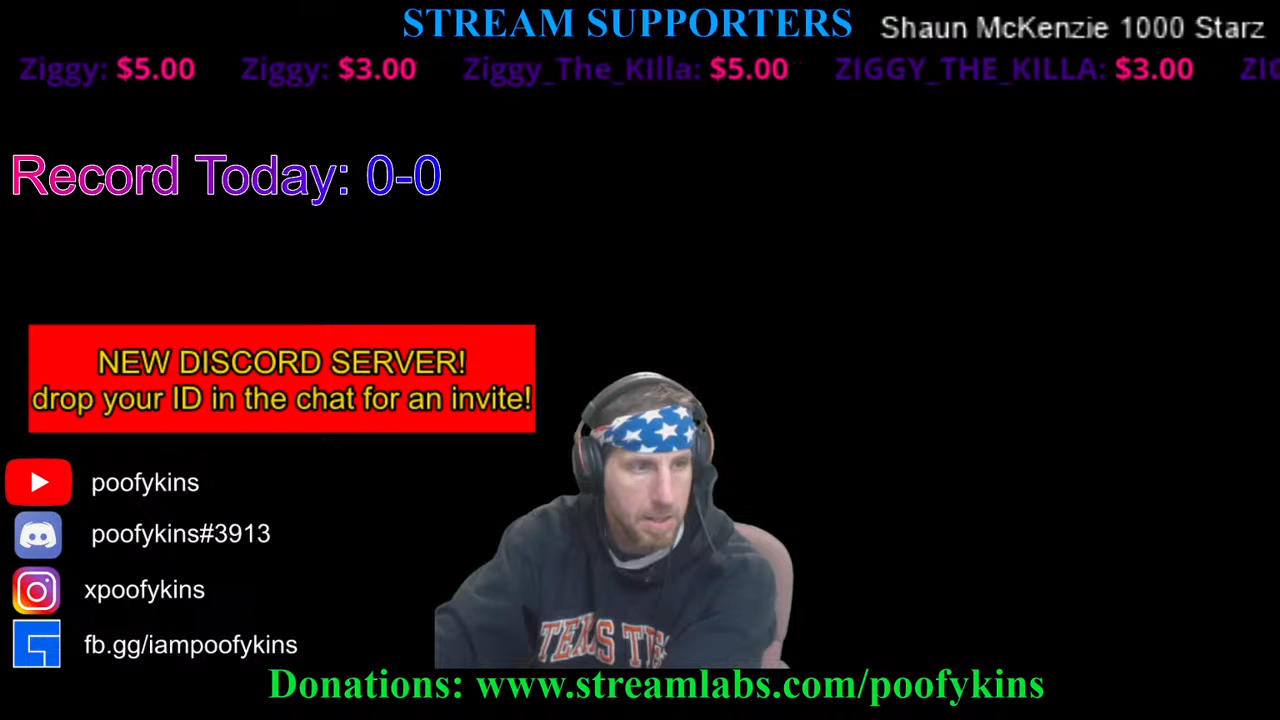 STREAM SUPPORTERS
Shaun McKenzie 1000 Starz
Ziggy: $5.00 Ziggy: $3.00 Ziggy_The_KIlla: $5.00 ZIGGY_THE_KILLA: $3.00
Record Today: 0-0
NEW DISCORD SERVER!
drop your ID in the chat for an invite!
poofykins
poofykins#3913
xpoofykins
fb.gg/iampoofykins
Donations: www.streamlabs.com/poofykins